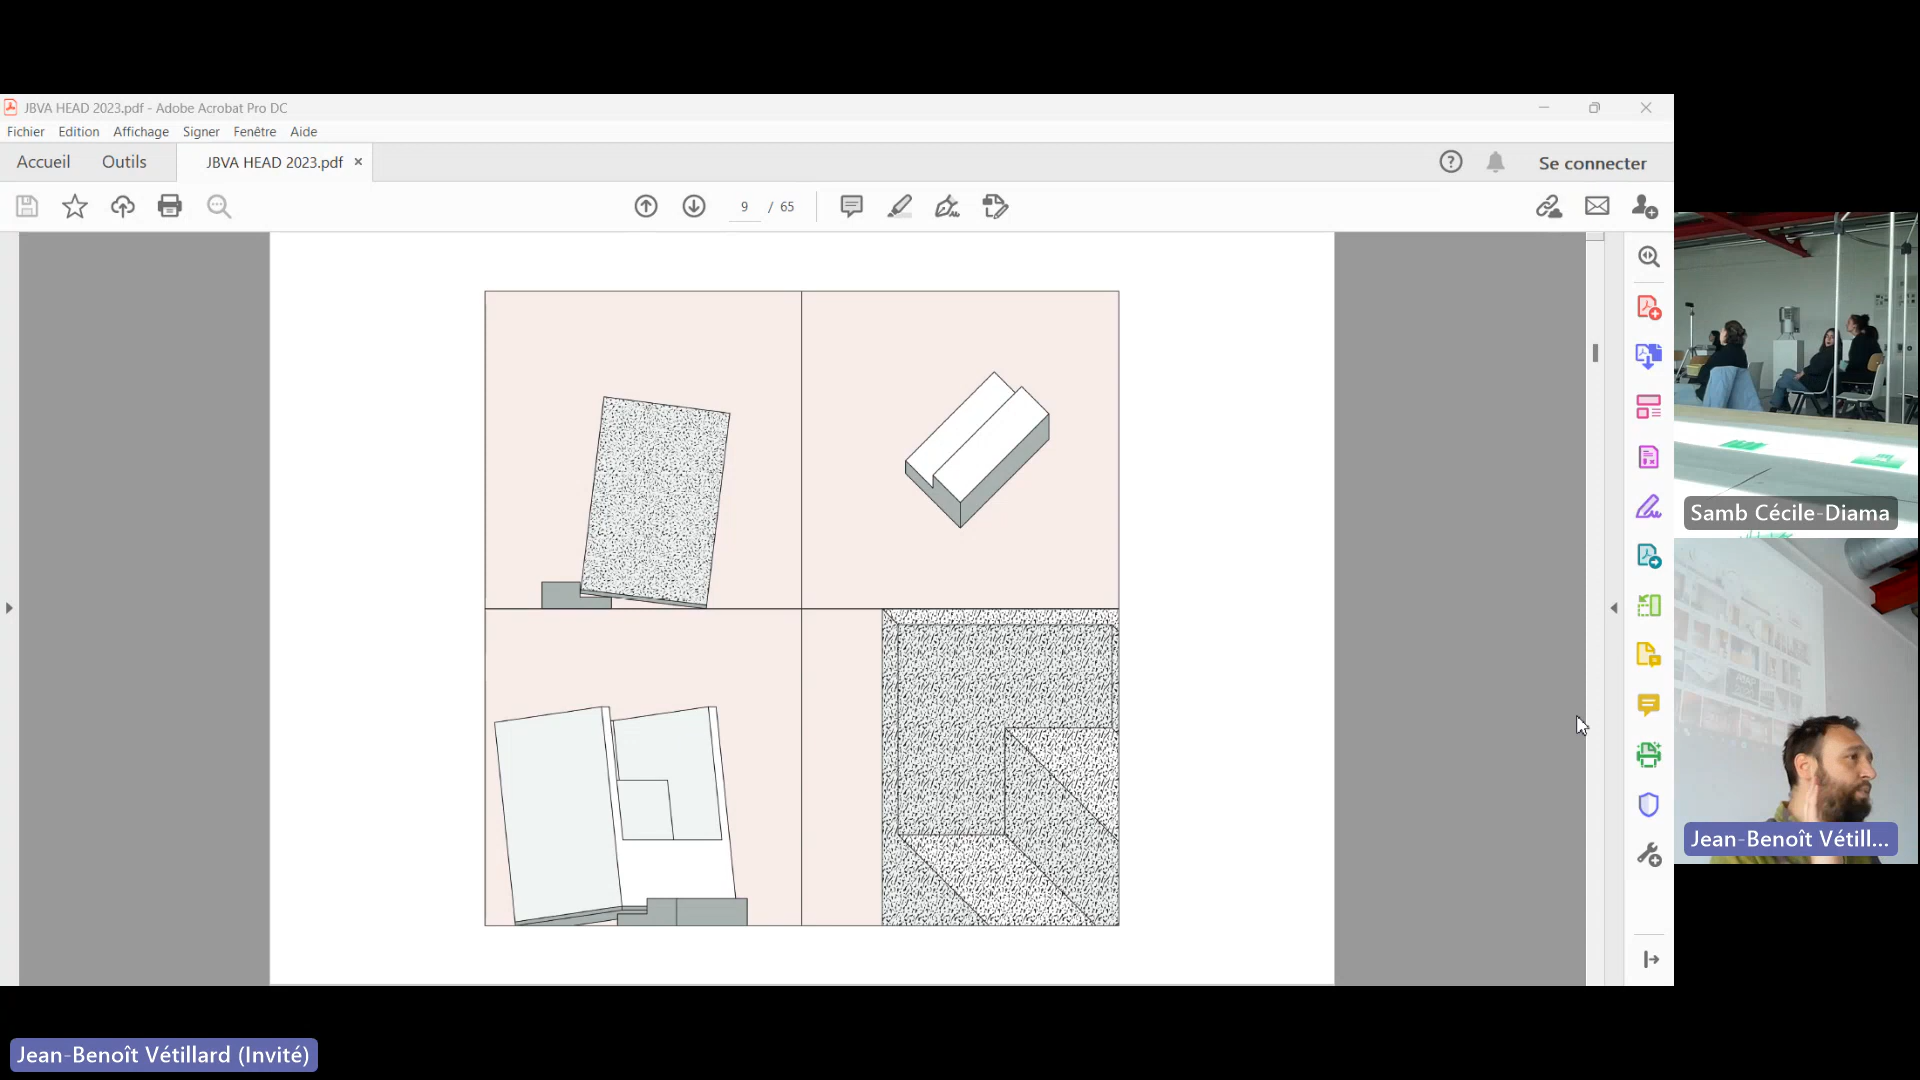 JBVA HEAD 2023.pdf - Adobe Acrobat Pro DC
Fichier Edition Affichage Signer Fenêtre Aide
Accueil Outils JBVA HEAD 2023.pdf × Se connecter
9 / 65
Samb Cécile-Diama
Jean-Benoît Vétill...
Jean-Benoît Vétillard (Invité)